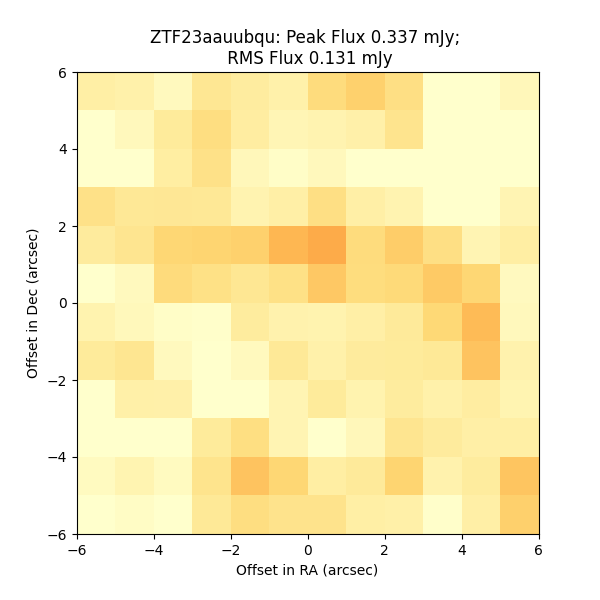 ZTF23aauubqu: Peak Flux 0.337 mJy;
RMS Flux 0.131 mJy
6
4
2
0
−2
−4
−6
Offset in Dec (arcsec)
−6 −4 −2 0 2 4 6
Offset in RA (arcsec)